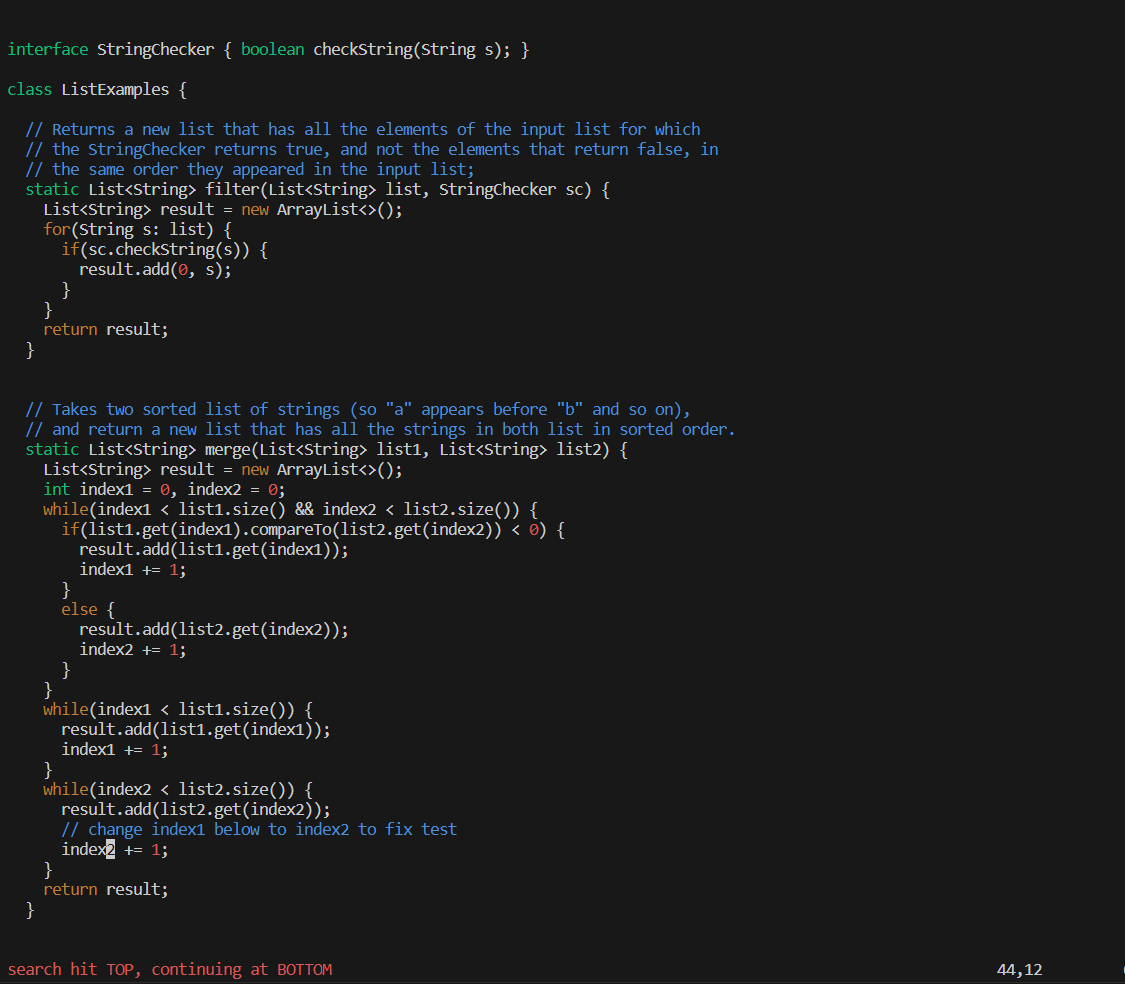 interface StringChecker { boolean checkString(String s); }
class ListExamples {
// Returns a new list that has all the elements of the input list for which
// the StringChecker returns true, and not the elements that return false, in
// the same order they appeared in the input list;
static List<String> filter(List<String> list, StringChecker sc) {
List<String> result = new ArrayList<>();
for(String s: list) {
if(sc.checkString(s)) {
result.add(0, s);
}
}
return result;
}
// Takes two sorted list of strings (so "a" appears before "b" and so on),
// and return a new list that has all the strings in both list in sorted order.
static List<String> merge(List<String> list1, List<String> list2) {
List<String> result = new ArrayList<>();
int index1 = 0, index2 = 0;
while(index1 < list1.size() && index2 < list2.size()) {
if(list1.get(index1).compareTo(list2.get(index2)) < 0) {
result.add(list1.get(index1));
index1 += 1;
}
else {
result.add(list2.get(index2));
index2 += 1;
}
}
while(index1 < list1.size()) {
result.add(list1.get(index1));
index1 += 1;
}
while(index2 < list2.size()) {
result.add(list2.get(index2));
// change index1 below to index2 to fix test
index2 += 1;
}
return result;
}
search hit TOP, continuing at BOTTOM 44,12